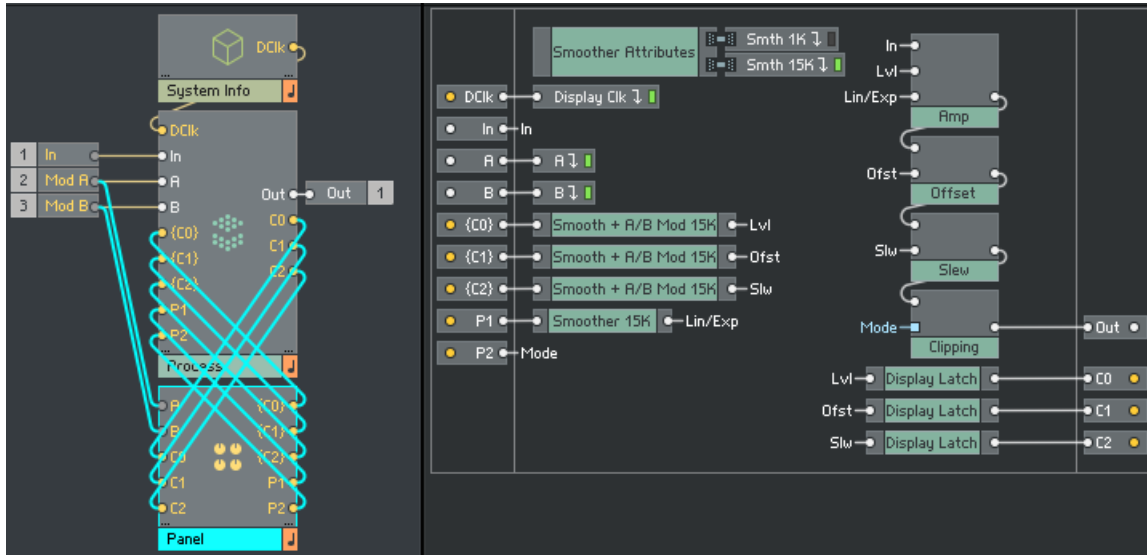 DClk
System Info
DClk
1 In
2 Mod A
3 Mod B
In
A
B
{C0}
{C1}
{C2}
P1
P2
Out
C0
C1
C2
Out 1
Process
A
B
C0
C1
C2
{C0}
{C1}
{C2}
P1
P2
Panel
Smoother Attributes
Smth 1K
Smth 15K
DClk Display Clk
In In
A A
B B
{C0} Smooth + A/B Mod 15K Lvl
{C1} Smooth + A/B Mod 15K Ofst
{C2} Smooth + A/B Mod 15K Slw
P1 Smoother 15K Lin/Exp
P2 Mode
In
Lvl
Lin/Exp
Amp
Ofst
Offset
Slw
Slew
Mode
Clipping
Out
Lvl Display Latch C0
Ofst Display Latch C1
Slw Display Latch C2